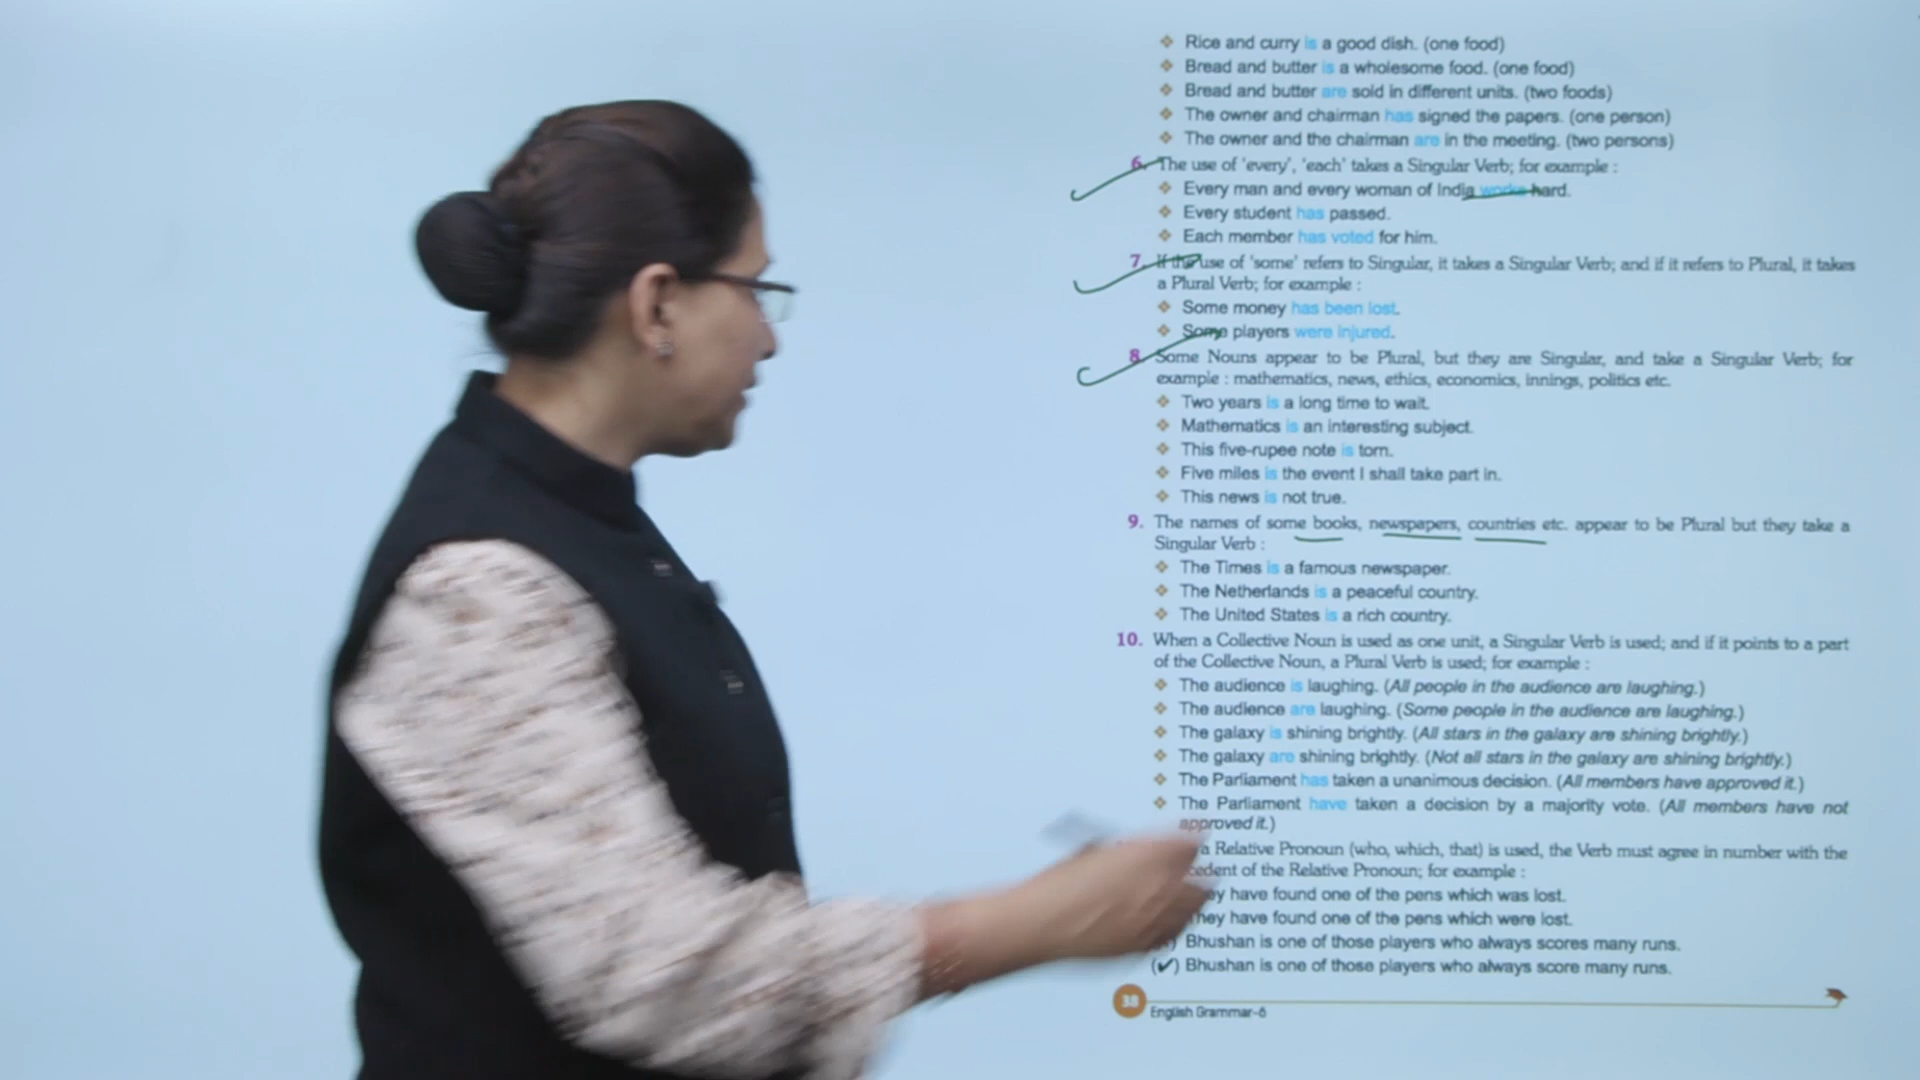 ❖ Rice and curry is a good dish. (one food)
❖ Bread and butter is a wholesome food. (one food)
❖ Bread and butter are sold in different units. (two foods)
❖ The owner and chairman has signed the papers. (one person)
❖ The owner and the chairman are in the meeting. (two persons)
6. The use of 'every', 'each' takes a Singular Verb; for example :
❖ Every man and every woman of India works hard.
❖ Every student has passed.
❖ Each member has voted for him.
7. If the use of 'some' refers to Singular, it takes a Singular Verb; and if it refers to Plural, it takes
a Plural Verb; for example :
❖ Some money has been lost.
❖ Some players were injured.
8. Some Nouns appear to be Plural, but they are Singular, and take a Singular Verb; for
example : mathematics, news, ethics, economics, innings, politics etc.
❖ Two years is a long time to wait.
❖ Mathematics is an interesting subject.
❖ This five-rupee note is torn.
❖ Five miles is the event I shall take part in.
❖ This news is not true.
9. The names of some books, newspapers, countries etc. appear to be Plural but they take a
Singular Verb :
❖ The Times is a famous newspaper.
❖ The Netherlands is a peaceful country.
❖ The United States is a rich country.
10. When a Collective Noun is used as one unit, a Singular Verb is used; and if it points to a part
of the Collective Noun, a Plural Verb is used; for example :
❖ The audience is laughing. (All people in the audience are laughing.)
❖ The audience are laughing. (Some people in the audience are laughing.)
❖ The galaxy is shining brightly. (All stars in the galaxy are shining brightly.)
❖ The galaxy are shining brightly. (Not all stars in the galaxy are shining brightly.)
❖ The Parliament has taken a unanimous decision. (All members have approved it.)
❖ The Parliament have taken a decision by a majority vote. (All members have not
approved it.)
a Relative Pronoun (who, which, that) is used, the Verb must agree in number with the
of the Relative Pronoun; for example :
have found one of the pens which was lost.
They have found one of the pens which were lost.
Bhushan is one of those players who always scores many runs.
(✓) Bhushan is one of those players who always score many runs.
38
English Grammar-6